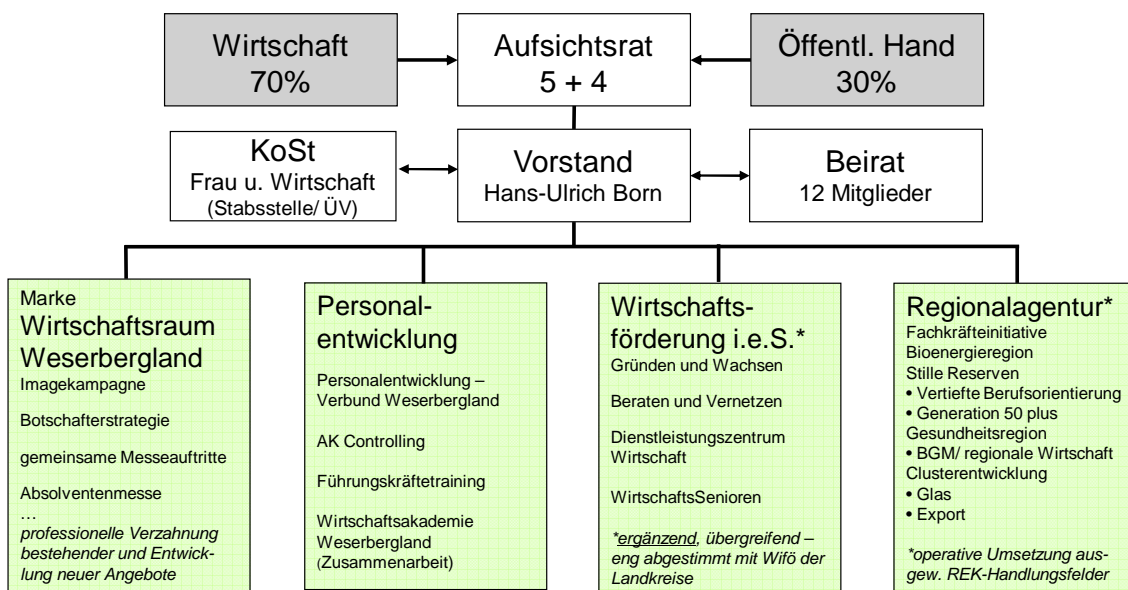 Wirtschaft
70%
Aufsichtsrat
5 + 4
Öffentl. Hand
30%
KoSt
Frau u. Wirtschaft
(Stabsstelle/ ÜV)
Vorstand
Hans-Ulrich Born
Beirat
12 Mitglieder
Marke
Wirtschaftsraum
Weserbergland
Imagekampagne
Botschafterstrategie
gemeinsame Messeauftritte
Absolventenmesse
…
professionelle Verzahnung
bestehender und Entwick-
lung neuer Angebote
Personal-
entwicklung
Personalentwicklung –
Verbund Weserbergland
AK Controlling
Führungskräftetraining
Wirtschaftsakademie
Weserbergland
(Zusammenarbeit)
Wirtschafts-
förderung i.e.S.*
Gründen und Wachsen
Beraten und Vernetzen
Dienstleistungszentrum
Wirtschaft
WirtschaftsSenioren
*ergänzend, übergreifend –
eng abgestimmt mit Wifö der
Landkreise
Regionalagentur*
Fachkräfteinitiative
Bioenergieregion
Stille Reserven
• Vertiefte Berufsorientierung
• Generation 50 plus
Gesundheitsregion
• BGM/ regionale Wirtschaft
Clusterentwicklung
• Glas
• Export
*operative Umsetzung aus-
gew. REK-Handlungsfelder